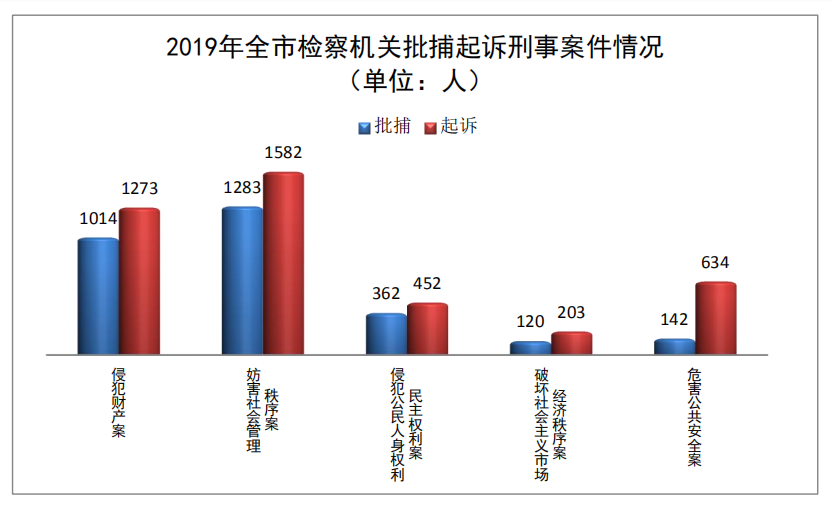 2019年全市检察机关批捕起诉刑事案件情况
（单位：人）
批捕 起诉
1014
1273
1283
1582
362
452
120
203
142
634
侵犯财产案
妨害社会管理
秩序案
侵犯公民人身权利
民主权利案
破坏社会主义市场
经济秩序案
危害公共安全案